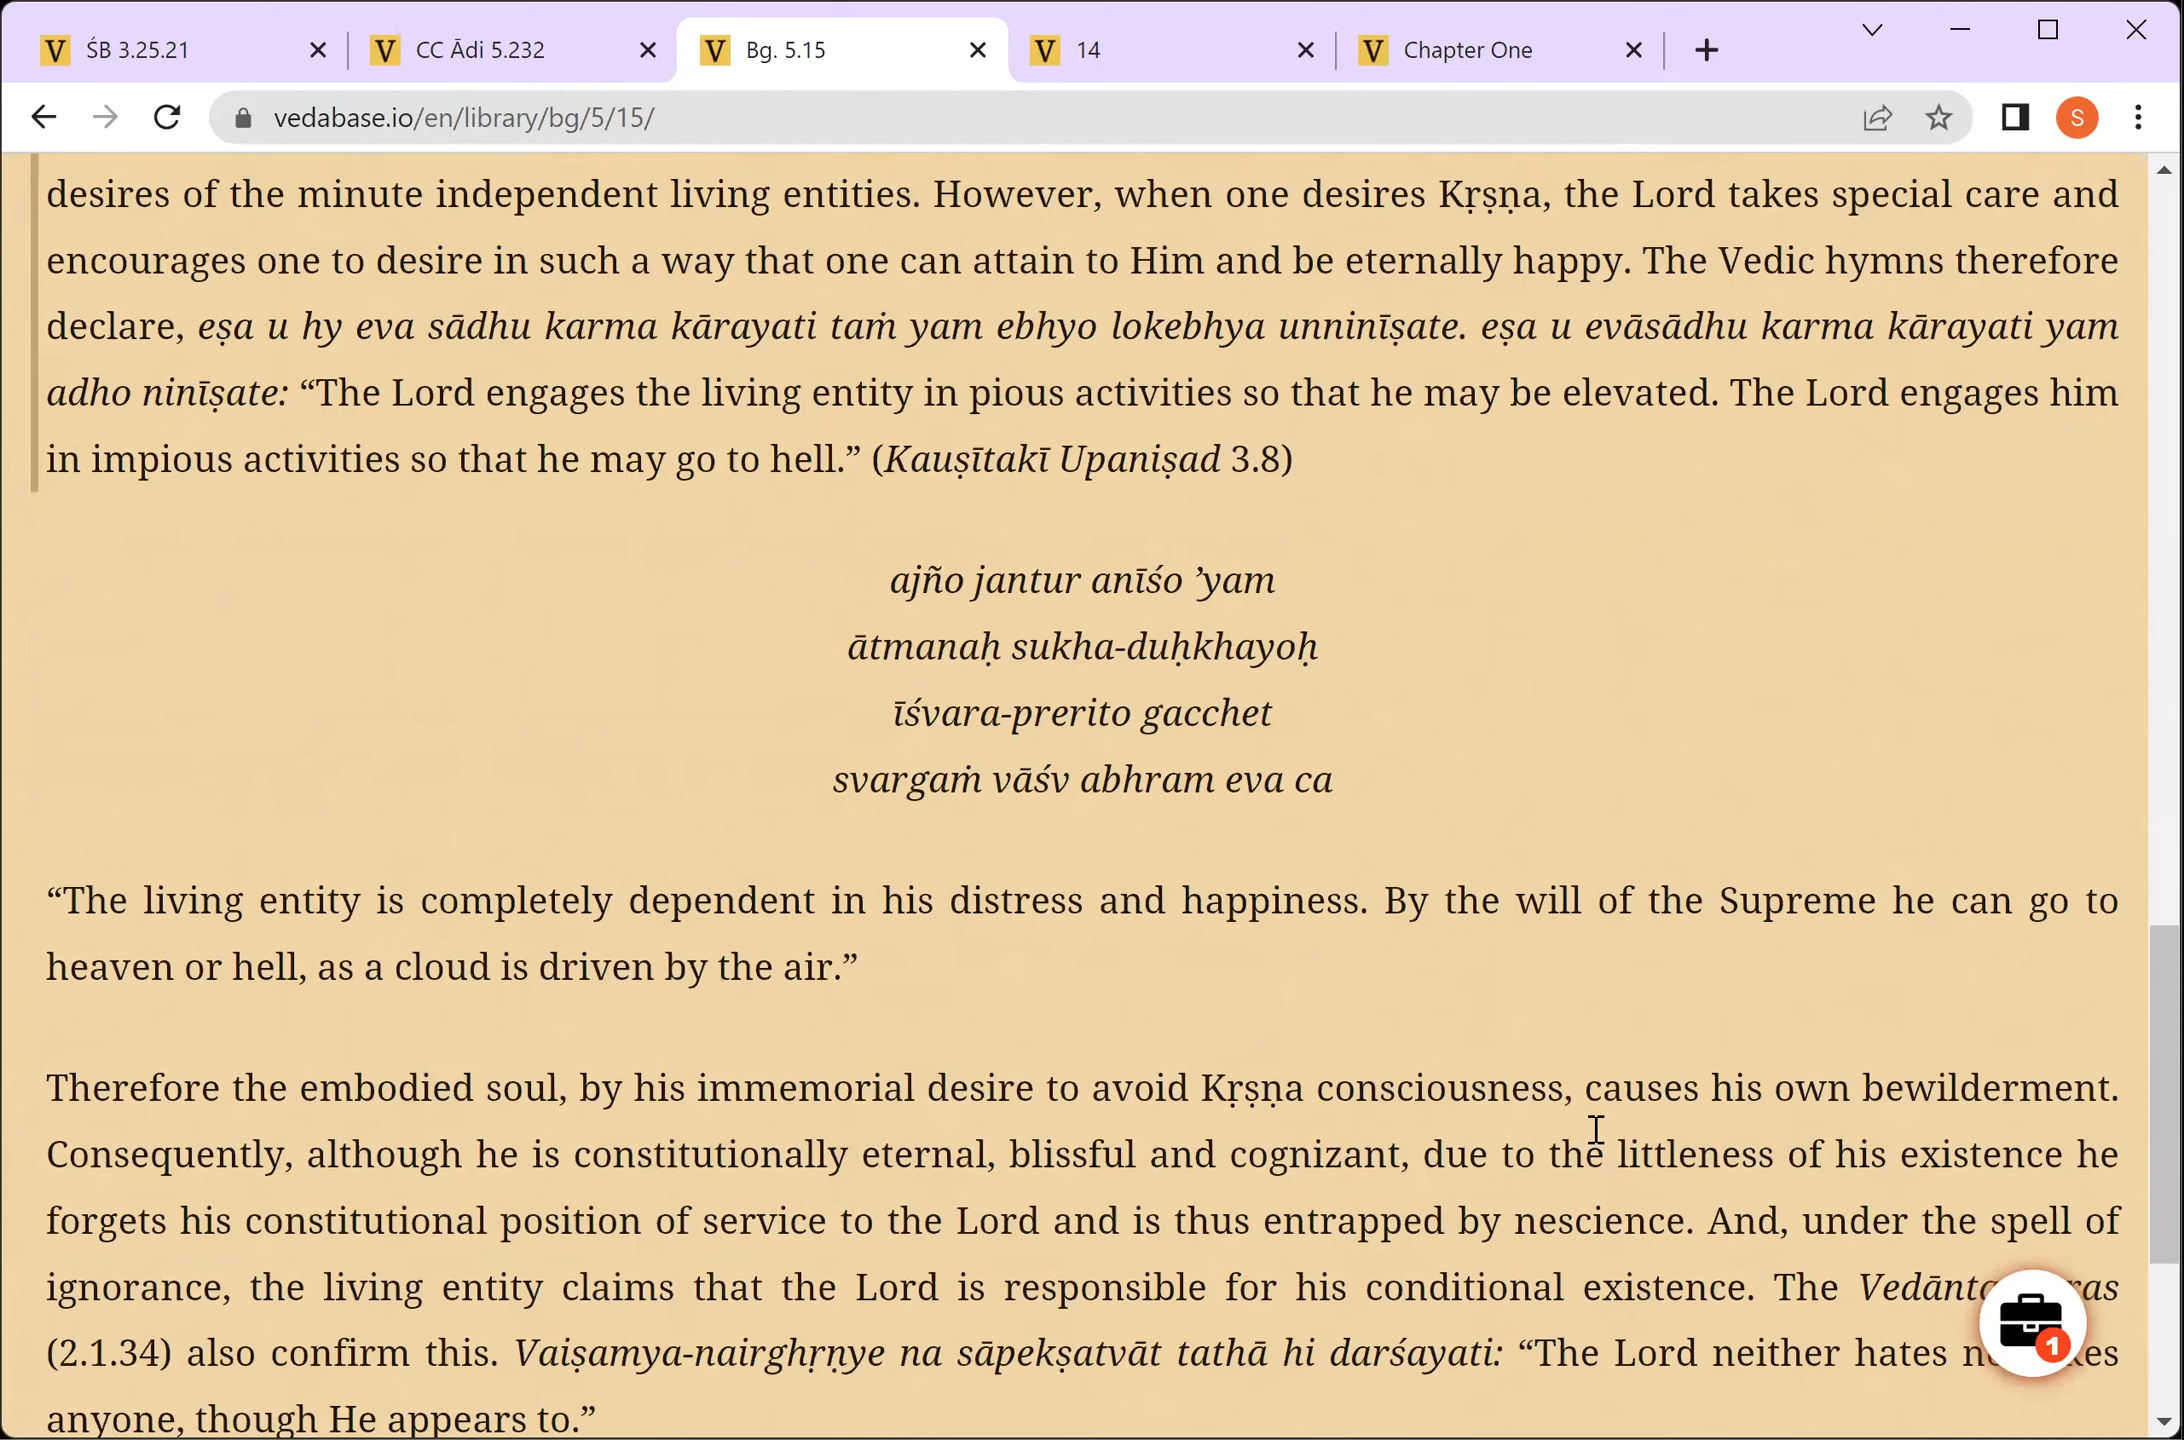 ŚB 3.25.21
CC Ādi 5.232
Bg. 5.15
14
Chapter One
vedabase.io/en/library/bg/5/15/
S
desires of the minute independent living entities. However, when one desires Kṛṣṇa, the Lord takes special care and
encourages one to desire in such a way that one can attain to Him and be eternally happy. The Vedic hymns therefore
declare, eṣa u hy eva sādhu karma kārayati taṁ yam ebhyo lokebhya unninīṣate. eṣa u evāsādhu karma kārayati yam
adho ninīṣate: “The Lord engages the living entity in pious activities so that he may be elevated. The Lord engages him
in impious activities so that he may go to hell.” (Kauṣītakī Upaniṣad 3.8)
ajño jantur anīśo ’yam
ātmanaḥ sukha-duḥkhayoḥ
īśvara-prerito gacchet
svargaṁ vāśv abhram eva ca
“The living entity is completely dependent in his distress and happiness. By the will of the Supreme he can go to
heaven or hell, as a cloud is driven by the air.”
Therefore the embodied soul, by his immemorial desire to avoid Kṛṣṇa consciousness, causes his own bewilderment.
Consequently, although he is constitutionally eternal, blissful and cognizant, due to the littleness of his existence he
forgets his constitutional position of service to the Lord and is thus entrapped by nescience. And, under the spell of
ignorance, the living entity claims that the Lord is responsible for his conditional existence. The
(2.1.34) also confirm this. Vaiṣamya-nairghṛṇye na sāpekṣatvāt tathā hi darśayati: “The Lord neither hates
anyone, though He appears to.”
1